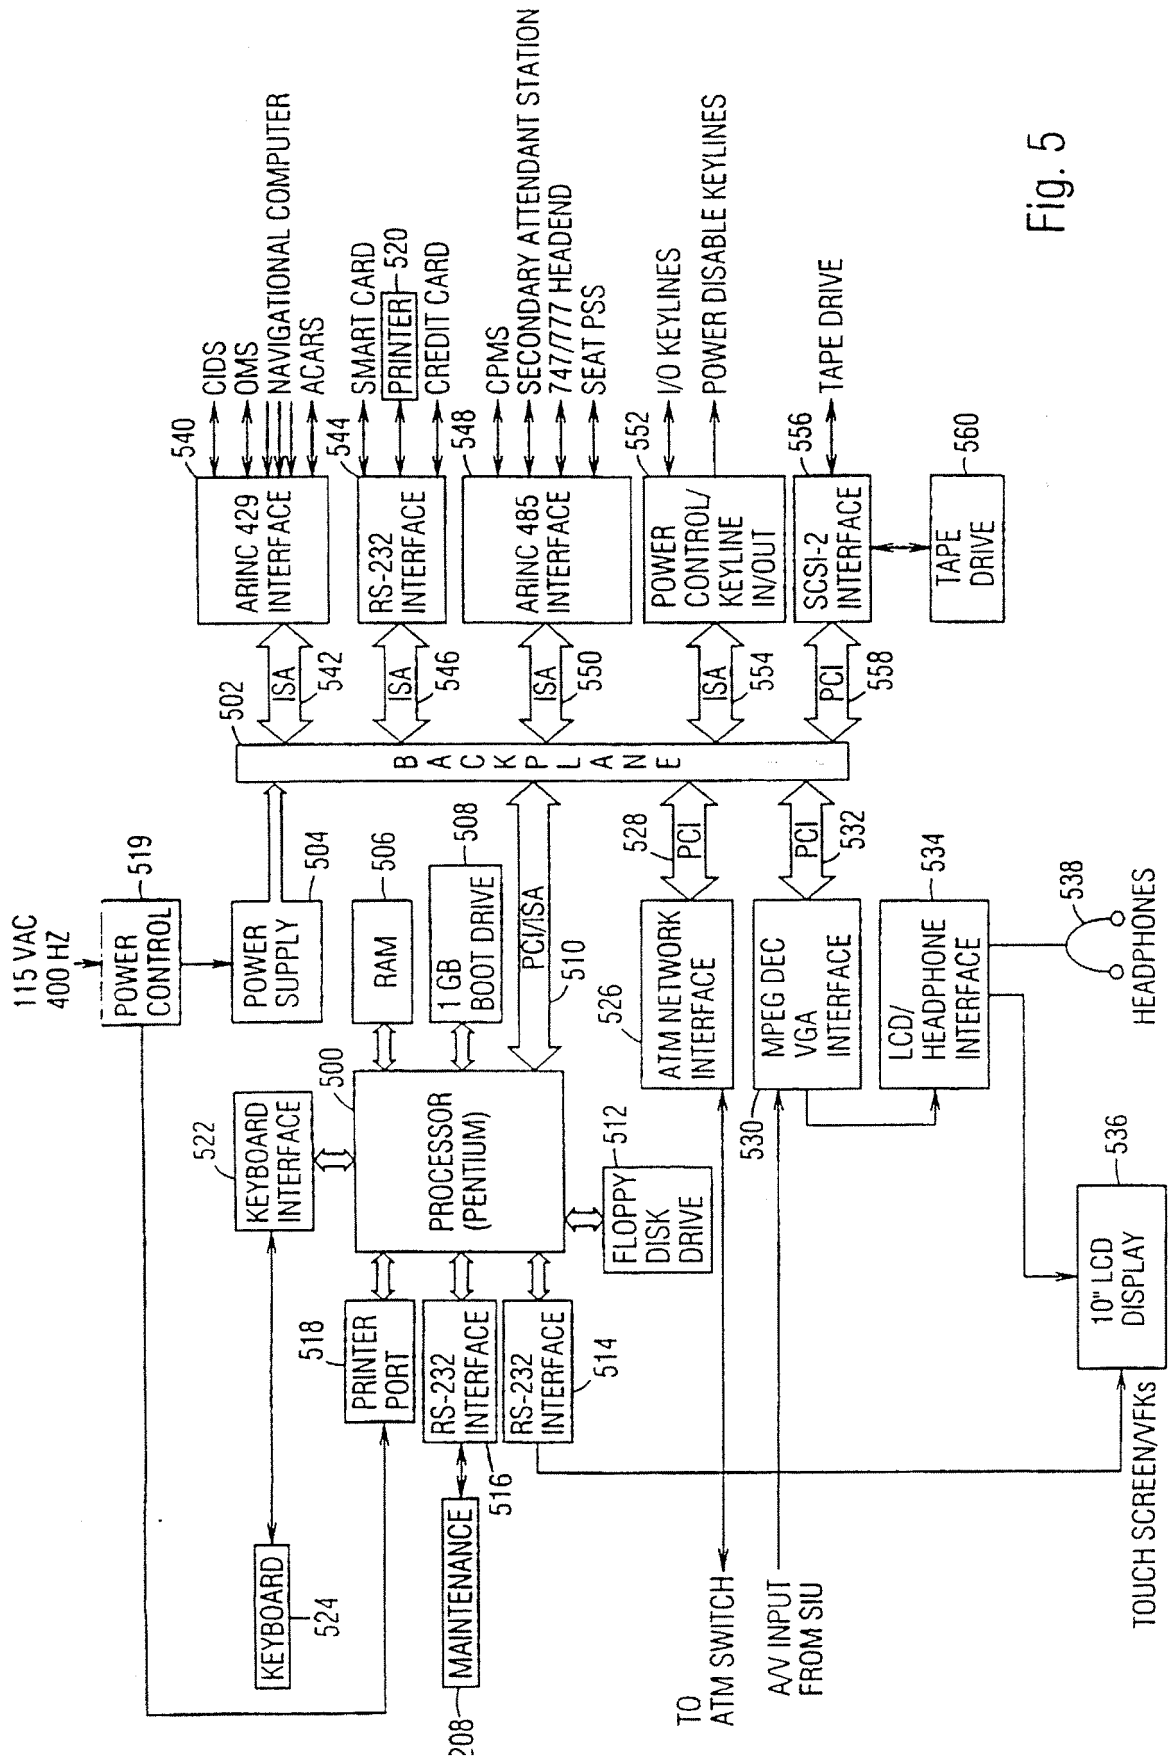 115 VAC
400 HZ
POWER
CONTROL
519
POWER
SUPPLY
504
502
KEYBOARD
INTERFACE
522
KEYBOARD
524
RAM
506
1 GB
BOOT DRIVE
508
PROCESSOR
(PENTIUM)
500
PCI/ISA
510
PRINTER
PORT
518
RS-232
INTERFACE
516
MAINTENANCE
208
RS-232
INTERFACE
514
FLOPPY
DISK
DRIVE
512
BACKPLANE
ISA
542
ARINC 429
INTERFACE
540
CIDS
OMS
NAVIGATIONAL COMPUTER
ACARS
ISA
546
RS-232
INTERFACE
544
SMART CARD
PRINTER
520
CREDIT CARD
ISA
550
ARINC 485
INTERFACE
548
CPMS
SECONDARY ATTENDANT STATION
747/777 HEADEND
SEAT PSS
ISA
554
POWER
CONTROL/
KEYLINE
IN/OUT
552
I/O KEYLINES
POWER DISABLE KEYLINES
PCI
558
SCSI-2
INTERFACE
556
TAPE DRIVE
TAPE
DRIVE
560
PCI
528
ATM NETWORK
INTERFACE
526
TO
ATM SWITCH
PCI
532
MPEG DEC
VGA
INTERFACE
530
A/V INPUT
FROM SIU
LCD/
HEADPHONE
INTERFACE
534
538
HEADPHONES
10" LCD
DISPLAY
536
TOUCH SCREEN/VFKs
Fig. 5